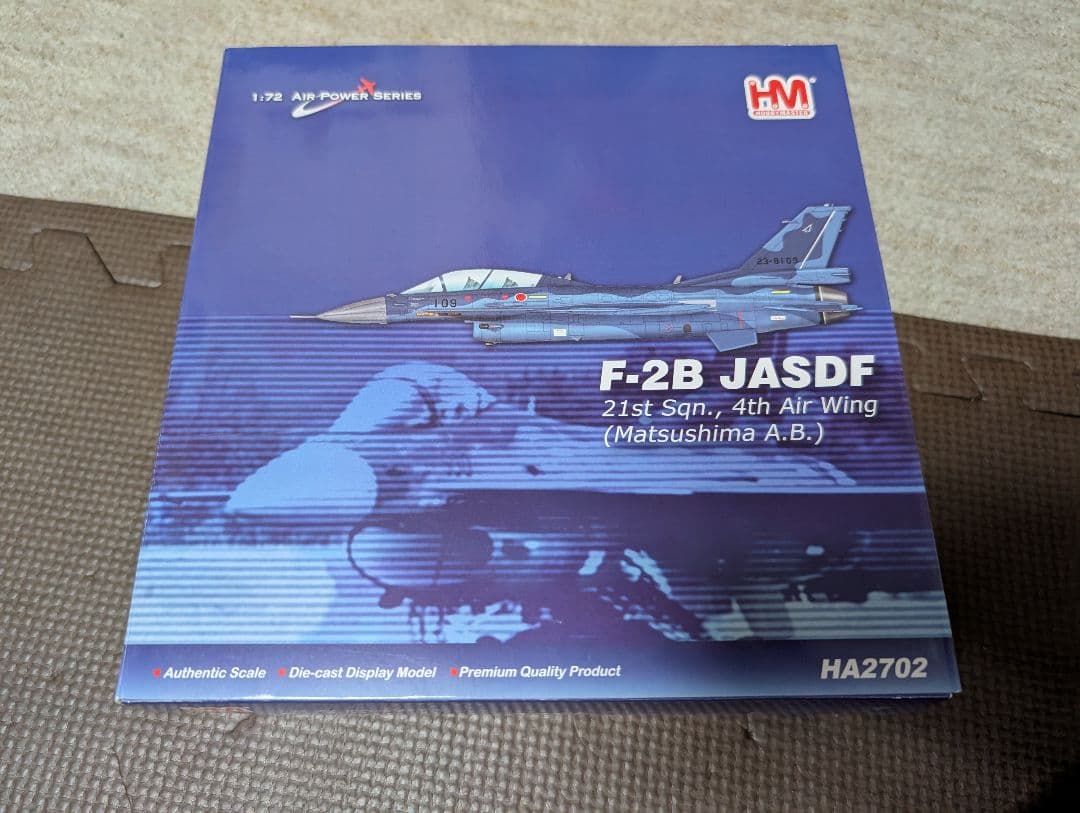 1:72 AIR POWER SERIES
HM
HOBBYMASTER
23-8109
109
F-2B JASDF
21st Sqn., 4th Air Wing
(Matsushima A.B.)
Authentic Scale Die-cast Display Model Premium Quality Product
HA2702